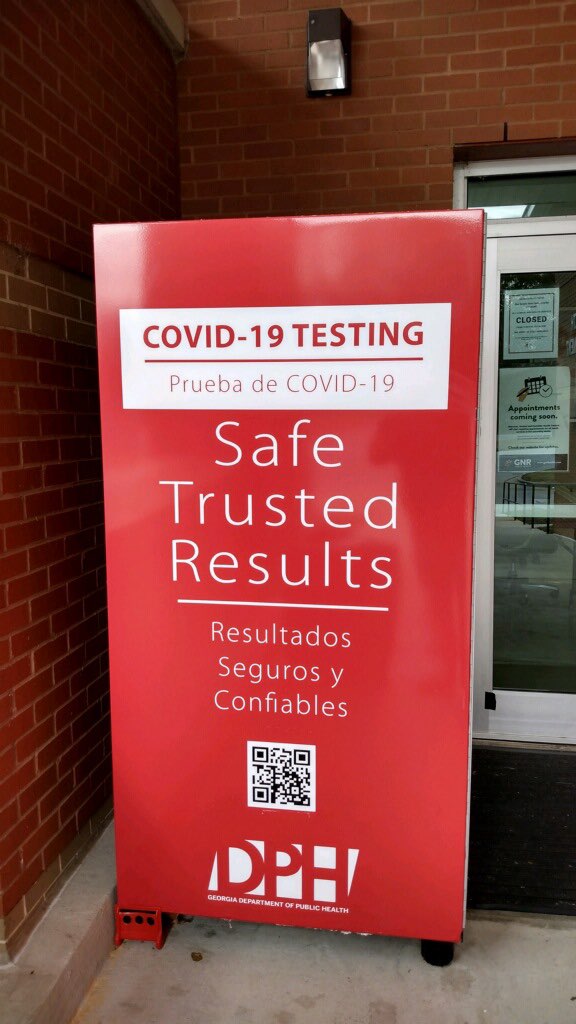 COVID-19 TESTING
Prueba de COVID-19
Safe
Trusted
Results
Resultados
Seguros y
Confiables
DPH
GEORGIA DEPARTMENT OF PUBLIC HEALTH
CLOSED
Appointments
coming soon.
GNR